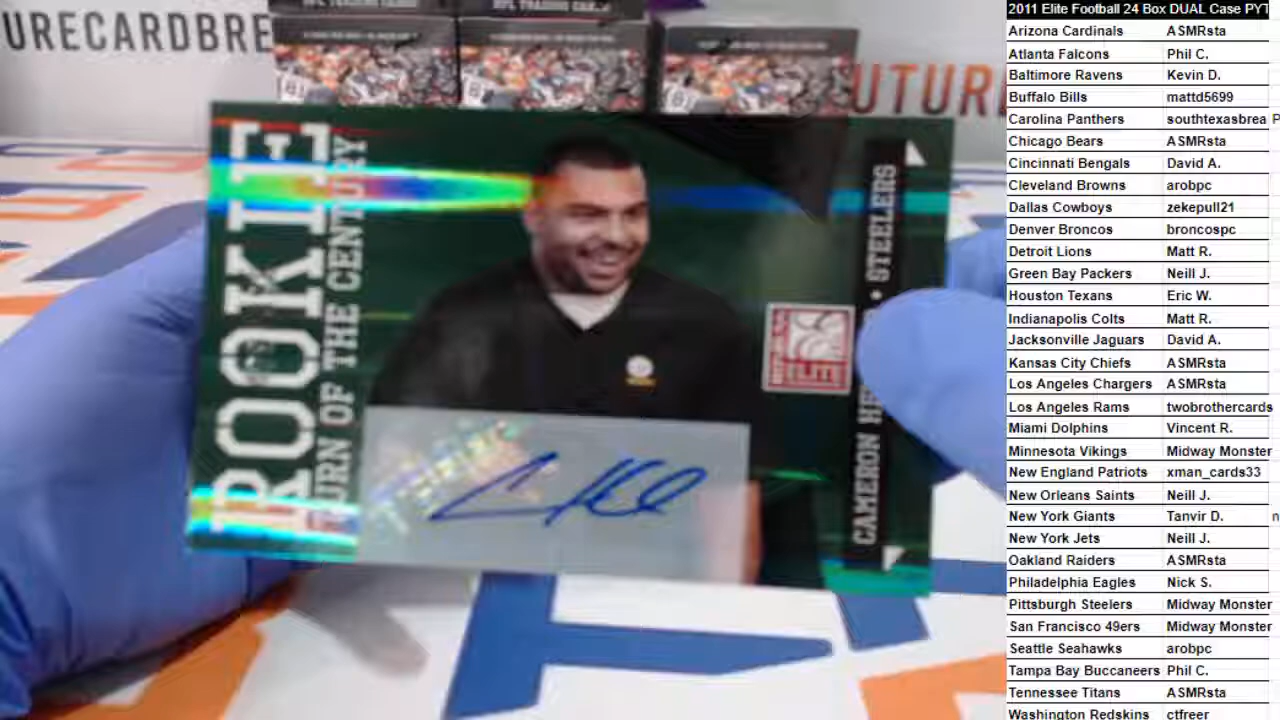 URECARDBRE
NFL TRADING CARDS
UTUR
ROOKIE
TURN OF THE CENTURY
STEELERS
CAMERON HE
ELITE
2011 Elite Football 24 Box DUAL Case PYT
Arizona Cardinals ASMRsta
Atlanta Falcons Phil C.
Baltimore Ravens Kevin D.
Buffalo Bills mattd5699
Carolina Panthers southtexasbrea P
Chicago Bears ASMRsta
Cincinnati Bengals David A.
Cleveland Browns arobpc
Dallas Cowboys zekepull21
Denver Broncos broncospc
Detroit Lions Matt R.
Green Bay Packers Neill J.
Houston Texans Eric W.
Indianapolis Colts Matt R.
Jacksonville Jaguars David A.
Kansas City Chiefs ASMRsta
Los Angeles Chargers ASMRsta
Los Angeles Rams twobrothercards
Miami Dolphins Vincent R.
Minnesota Vikings Midway Monster
New England Patriots xman_cards33
New Orleans Saints Neill J.
New York Giants Tanvir D. n
New York Jets Neill J.
Oakland Raiders ASMRsta
Philadelphia Eagles Nick S.
Pittsburgh Steelers Midway Monster
San Francisco 49ers Midway Monster
Seattle Seahawks arobpc
Tampa Bay Buccaneers Phil C.
Tennessee Titans ASMRsta
Washington Redskins ctfreer